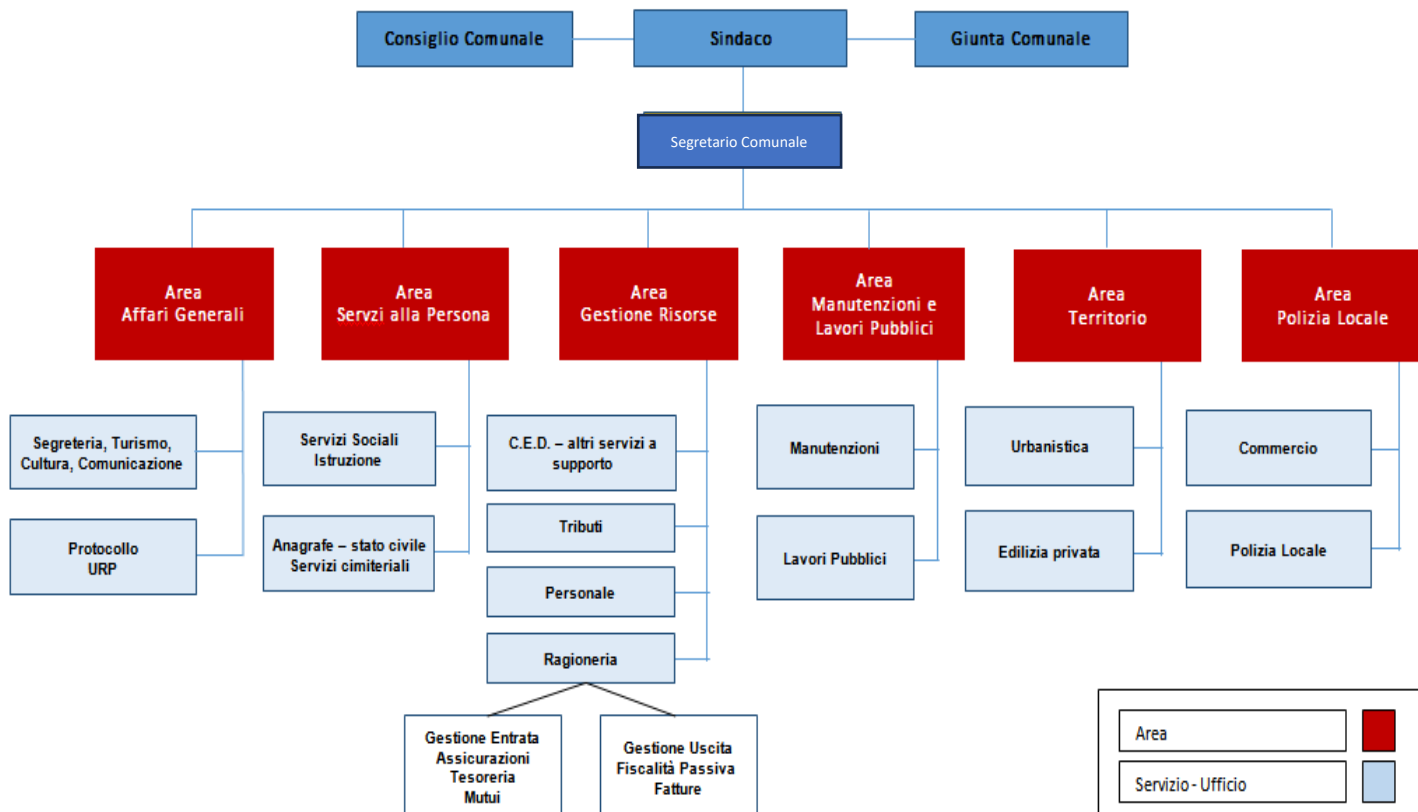 Consiglio Comunale
Sindaco
Giunta Comunale
Segretario Comunale
Area
Affari Generali
Area
Servzi alla Persona
Area
Gestione Risorse
Area
Manutenzioni e
Lavori Pubblici
Area
Territorio
Area
Polizia Locale
Segreteria, Turismo,
Cultura, Comunicazione
Servizi Sociali
Istruzione
C.E.D. – altri servizi a
supporto
Manutenzioni
Urbanistica
Commercio
Protocollo
URP
Anagrafe – stato civile
Servizi cimiteriali
Tributi
Lavori Pubblici
Edilizia privata
Polizia Locale
Personale
Ragioneria
Gestione Entrata
Assicurazioni
Tesoreria
Mutui
Gestione Uscita
Fiscalità Passiva
Fatture
Area
Servizio - Ufficio